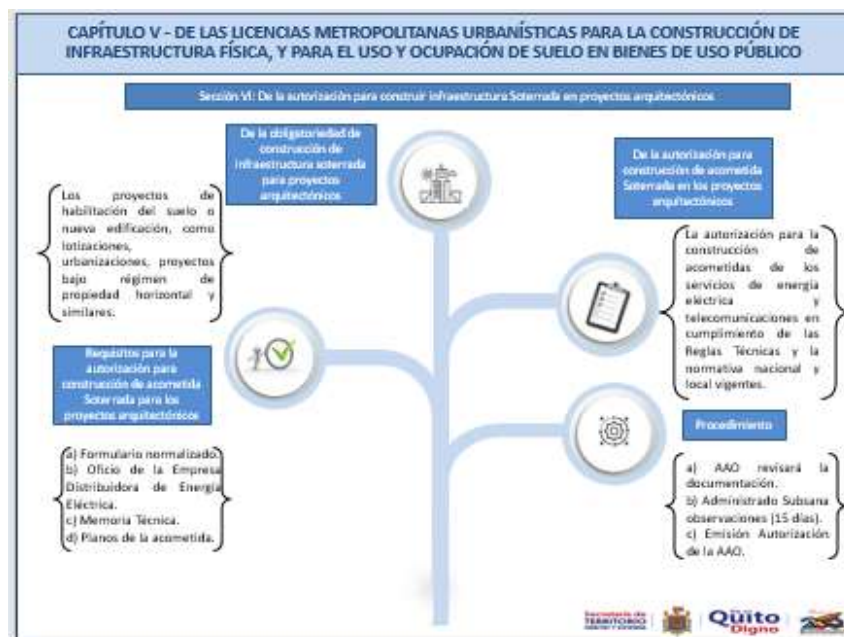 CAPÍTULO V - DE LAS LICENCIAS METROPOLITANAS URBANÍSTICAS PARA LA CONSTRUCCIÓN DE
INFRAESTRUCTURA FÍSICA, Y PARA EL USO Y OCUPACIÓN DE SUELO EN BIENES DE USO PÚBLICO
Sección VI: De la autorización para construir infraestructura Soterrada en proyectos arquitectónicos
De la obligatoriedad de
construcción de
infraestructura soterrada
para proyectos
arquitectónicos
Los proyectos de
habilitación del suelo o
nueva edificación, como
lotizaciones,
urbanizaciones, proyectos
bajo régimen de
propiedad horizontal y
similares.
De la autorización para
construcción de acometida
Soterrada en los proyectos
arquitectónicos
La autorización para la
construcción de
acometidas de los
servicios de energía
eléctrica y
telecomunicaciones en
cumplimiento de las
Reglas Técnicas y la
normativa nacional y
local vigentes.
Requisitos para la
autorización para
construcción de acometida
Soterrada para los
proyectos arquitectónicos
a) Formulario normalizado.
b) Oficio de la Empresa
Distribuidora de Energía
Eléctrica.
c) Memoria Técnica.
d) Planos de la acometida.
Procedimiento
a) AAO revisará la
documentación.
b) Administrado Subsana
observaciones (15 días).
c) Emisión Autorización
de la AAO.
Secretaría de
TERRITORIO
Quito
Digno